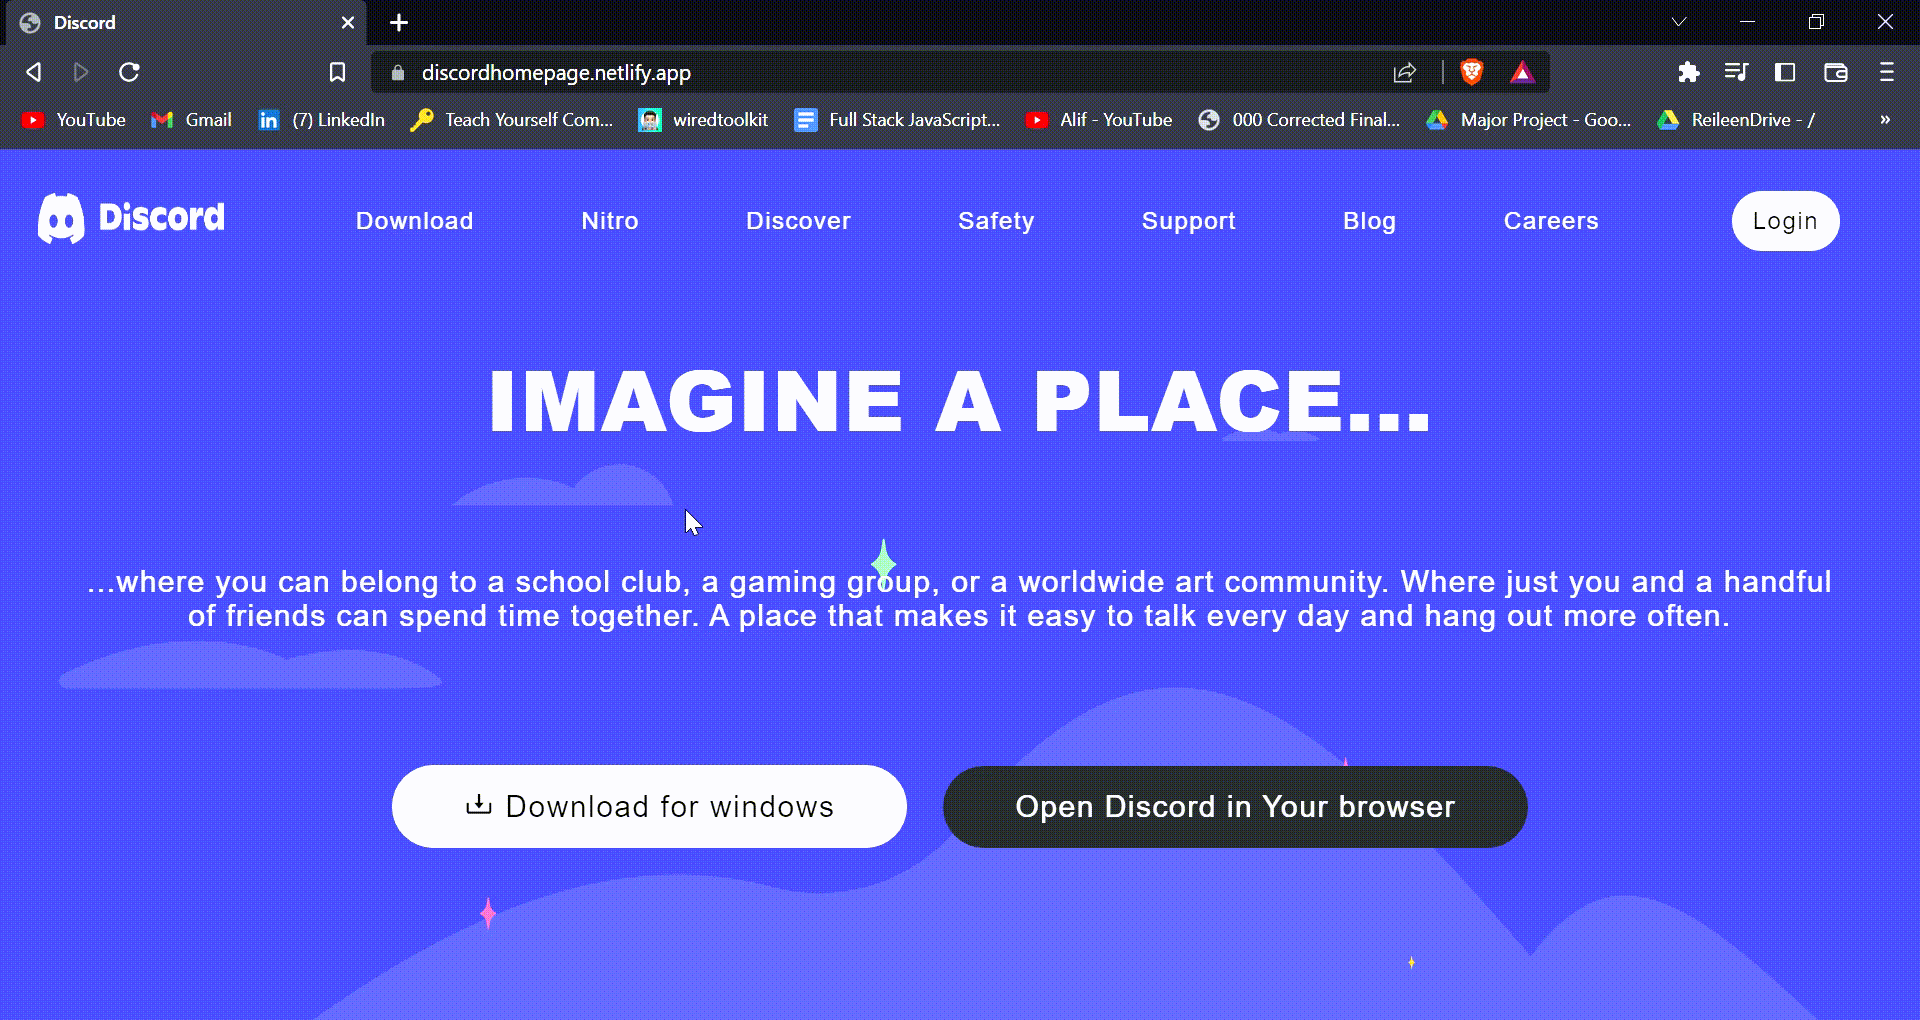 Discord
discordhomepage.netlify.app
YouTube Gmail (7) LinkedIn Teach Yourself Com... wiredtoolkit Full Stack JavaScript... Alif - YouTube 000 Corrected Final... Major Project - Goo... ReileenDrive - / »
Discord Download Nitro Discover Safety Support Blog Careers Login
IMAGINE A PLACE...
...where you can belong to a school club, a gaming group, or a worldwide art community. Where just you and a handful
of friends can spend time together. A place that makes it easy to talk every day and hang out more often.
Download for windows Open Discord in Your browser